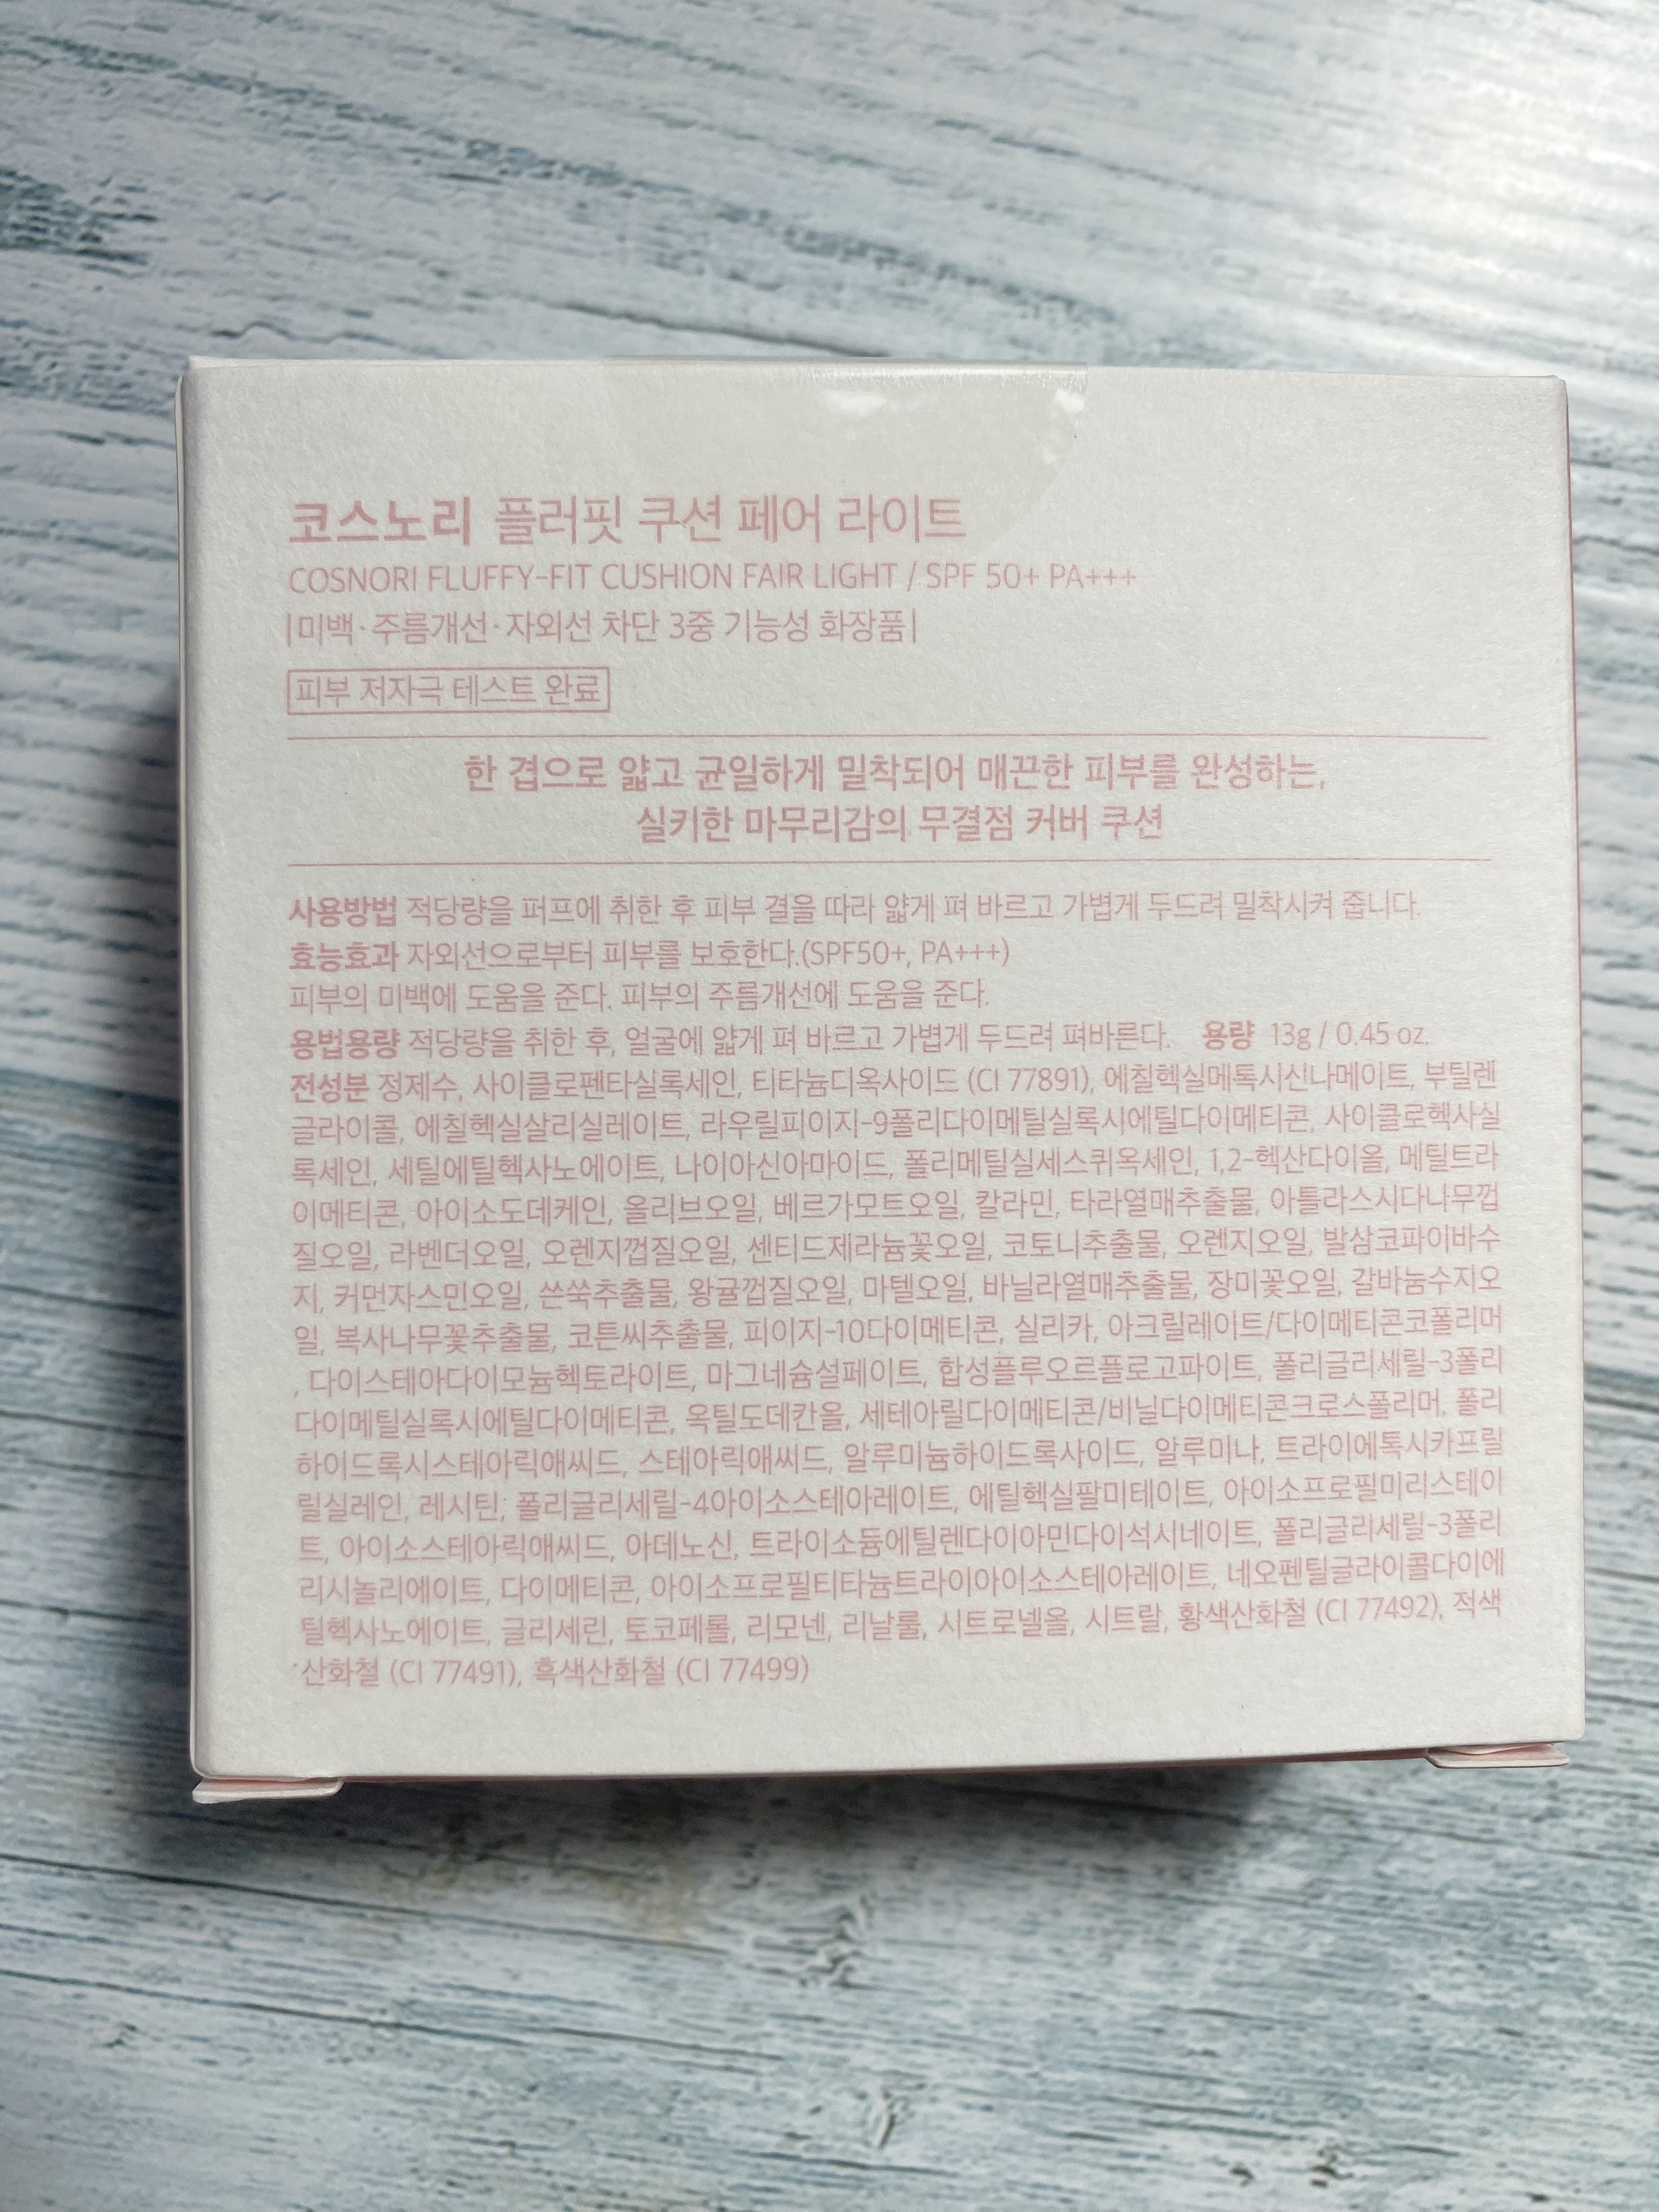 코스노리 플러핏 쿠션 페어 라이트
COSNORI FLUFFY-FIT CUSHION FAIR LIGHT / SPF 50+ PA+++
|미백·주름개선·자외선 차단 3중 기능성 화장품|
피부 저자극 테스트 완료
한 겹으로 얇고 균일하게 밀착되어 매끈한 피부를 완성하는,
실키한 마무리감의 무결점 커버 쿠션
사용방법 적당량을 퍼프에 취한 후 피부 결을 따라 얇게 펴 바르고 가볍게 두드려 밀착시켜 줍니다.
효능효과 자외선으로부터 피부를 보호한다.(SPF50+, PA+++)
피부의 미백에 도움을 준다. 피부의 주름개선에 도움을 준다.
용법용량 적당량을 취한 후, 얼굴에 얇게 펴 바르고 가볍게 두드려 펴바른다. 용량 13g / 0.45 oz.
전성분 정제수, 사이클로펜타실록세인, 티타늄디옥사이드 (CI 77891), 에칠헥실메톡시신나메이트, 부틸렌
글라이콜, 에칠헥실살리실레이트, 라우릴피이지-9폴리다이메틸실록시에틸다이메티콘, 사이클로헥사실
록세인, 세틸에틸헥사노에이트, 나이아신아마이드, 폴리메틸실세스퀴옥세인, 1,2-헥산다이올, 메틸트라
이메티콘, 아이소도데케인, 올리브오일, 베르가모트오일, 칼라민, 타라열매추출물, 아틀라스시다나무껍
질오일, 라벤더오일, 오렌지껍질오일, 센티드제라늄꽃오일, 코토니추출물, 오렌지오일, 발삼코파이바수
지, 커먼자스민오일, 쓴쑥추출물, 왕귤껍질오일, 마텔오일, 바닐라열매추출물, 장미꽃오일, 갈바눔수지오
일, 복사나무꽃추출물, 코튼씨추출물, 피이지-10다이메티콘, 실리카, 아크릴레이트/다이메티콘코폴리머
, 다이스테아다이모늄헥토라이트, 마그네슘설페이트, 합성플루오르플로고파이트, 폴리글리세릴-3폴리
다이메틸실록시에틸다이메티콘, 옥틸도데칸올, 세테아릴다이메티콘/비닐다이메티콘크로스폴리머, 폴리
하이드록시스테아릭애씨드, 스테아릭애씨드, 알루미늄하이드록사이드, 알루미나, 트라이에톡시카프릴
릴실레인, 레시틴, 폴리글리세릴-4아이소스테아레이트, 에틸헥실팔미테이트, 아이소프로필미리스테이
트, 아이소스테아릭애씨드, 아데노신, 트라이소듐에틸렌다이아민다이석시네이트, 폴리글리세릴-3폴리
리시놀리에이트, 다이메티콘, 아이소프로필티타늄트라이아이소스테아레이트, 네오펜틸글라이콜다이에
틸헥사노에이트, 글리세린, 토코페롤, 리모넨, 리날룰, 시트로넬올, 시트랄, 황색산화철 (CI 77492), 적색
산화철 (CI 77491), 흑색산화철 (CI 77499)